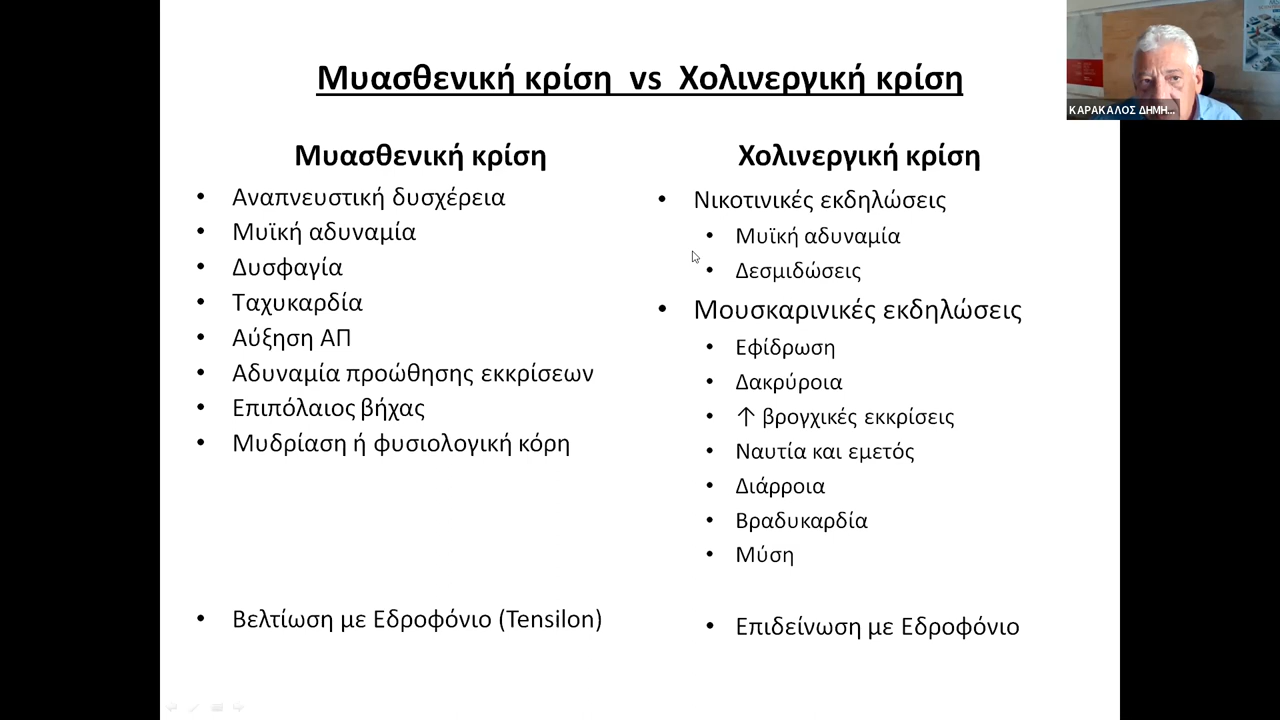 Μυασθενική κρίση vs Χολινεργική κρίση
ΚΑΡΑΚΑΛΟΣ ΔΗΜΗ...
Μυασθενική κρίση
• Αναπνευστική δυσχέρεια
• Μυϊκή αδυναμία
• Δυσφαγία
• Ταχυκαρδία
• Αύξηση ΑΠ
• Αδυναμία προώθησης εκκρίσεων
• Επιπόλαιος βήχας
• Μυδρίαση ή φυσιολογική κόρη
• Βελτίωση με Εδροφόνιο (Tensilon)
Χολινεργική κρίση
• Νικοτινικές εκδηλώσεις
• Μυϊκή αδυναμία
• Δεσμιδώσεις
• Μουσκαρινικές εκδηλώσεις
• Εφίδρωση
• Δακρύροια
• ↑ βρογχικές εκκρίσεις
• Ναυτία και εμετός
• Διάρροια
• Βραδυκαρδία
• Μύση
• Επιδείνωση με Εδροφόνιο